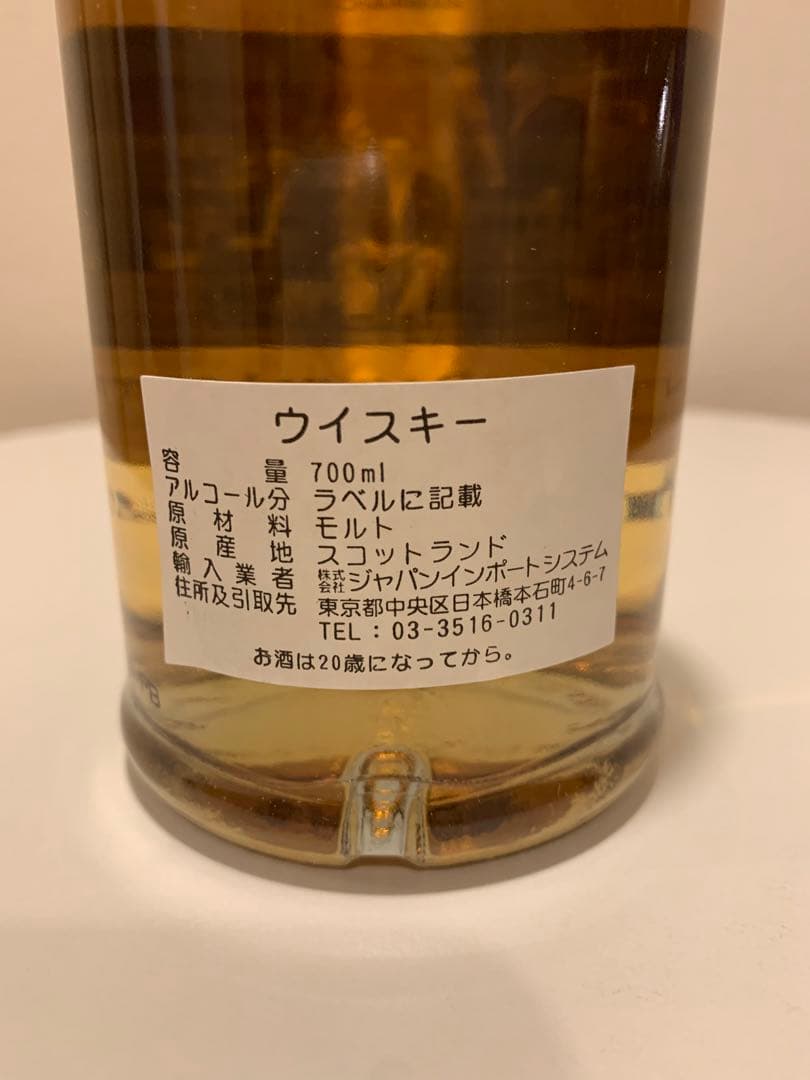 ウイスキー
容量 700ml
アルコール分 ラベルに記載
原材料 モルト
原産地 スコットランド
輸入業者 株式会社ジャパンインポートシステム
住所及引取先 東京都中央区日本橋本石町4-6-7
TEL : 03-3516-0311
お酒は20歳になってから。